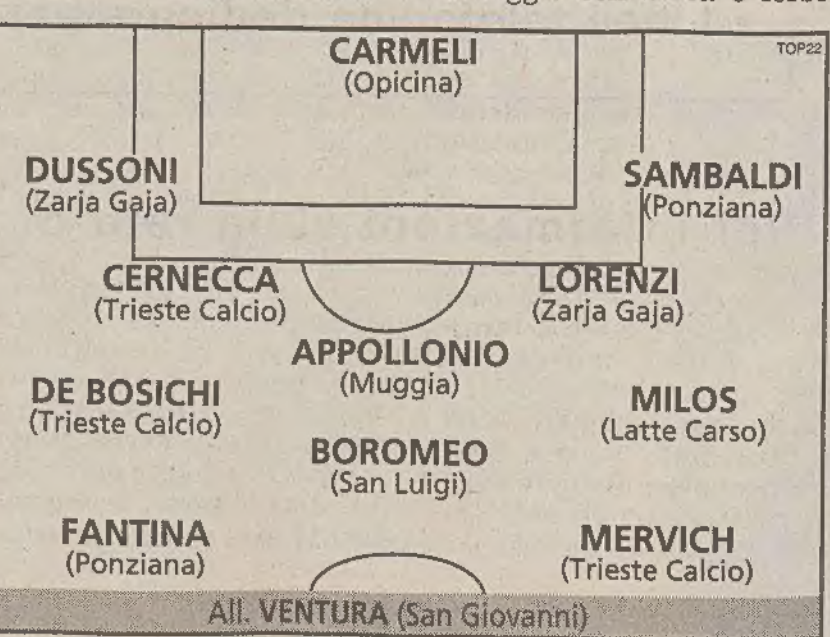 TOP22
CARMELI
(Opicina)
DUSSONI
(Zarja Gaja)
SAMBALDI
(Ponziana)
CERNECCA
(Trieste Calcio)
LORENZI
(Zarja Gaja)
APPOLLONIO
(Muggia)
DE BOSICHI
(Trieste Calcio)
MILOS
(Latte Carso)
BOROMEO
(San Luigi)
FANTINA
(Ponziana)
MERVICH
(Trieste Calcio)
All. VENTURA (San Giovanni)